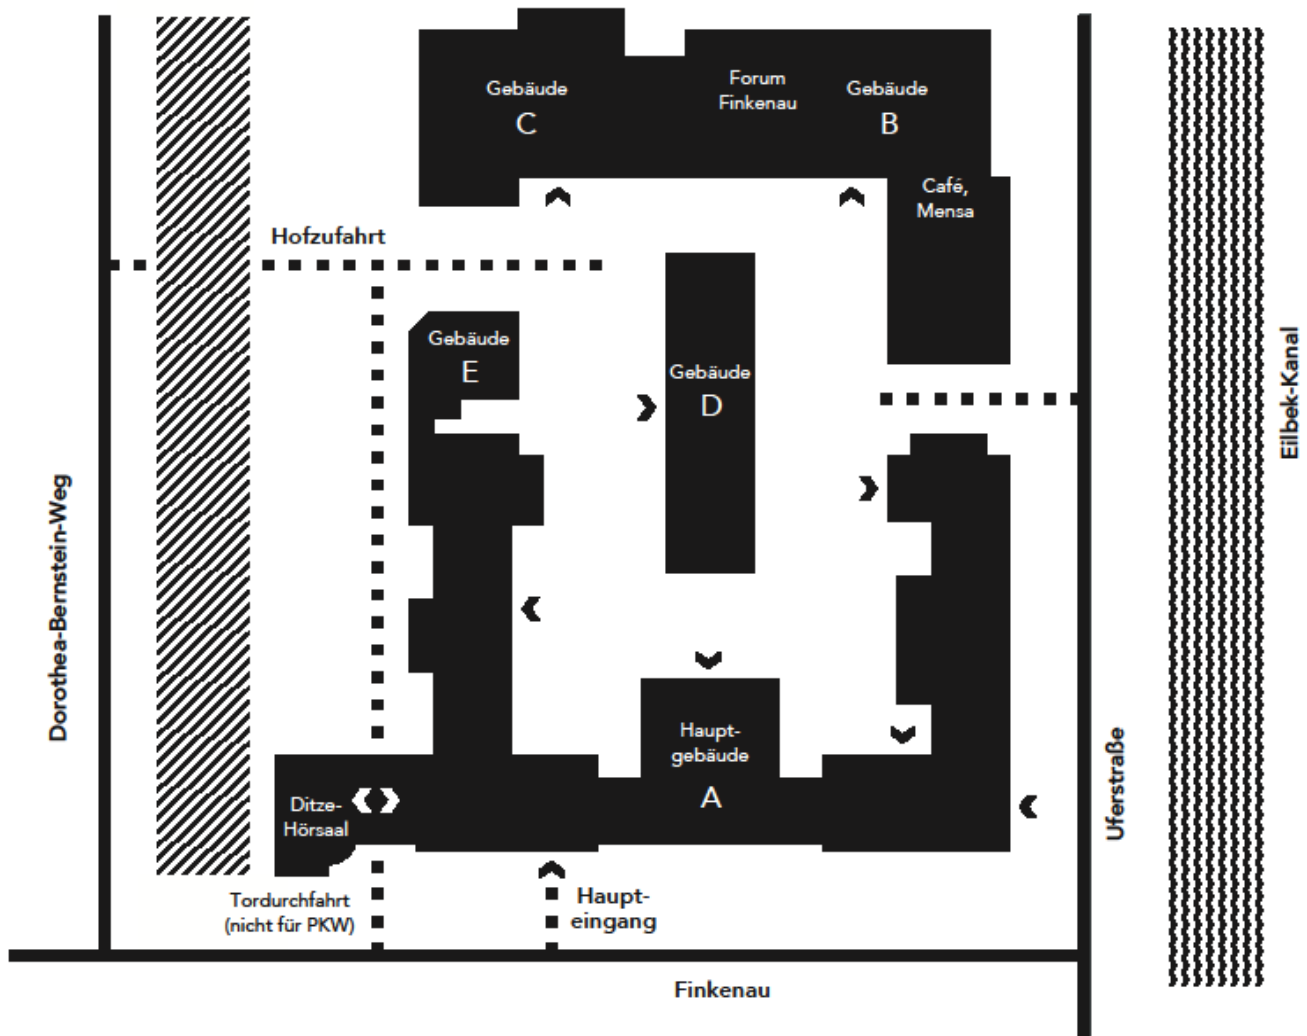 Gebäude
C
Forum
Finkenau
Gebäude
B
Café,
Mensa
Hofzufahrt
Gebäude
E
Gebäude
D
Eilbek-Kanal
Dorothea-Bernstein-Weg
Haupt-
gebäude
A
Uferstraße
Ditze-
Hörsaal
Tordurchfahrt
(nicht für PKW)
Haupt-
eingang
Finkenau